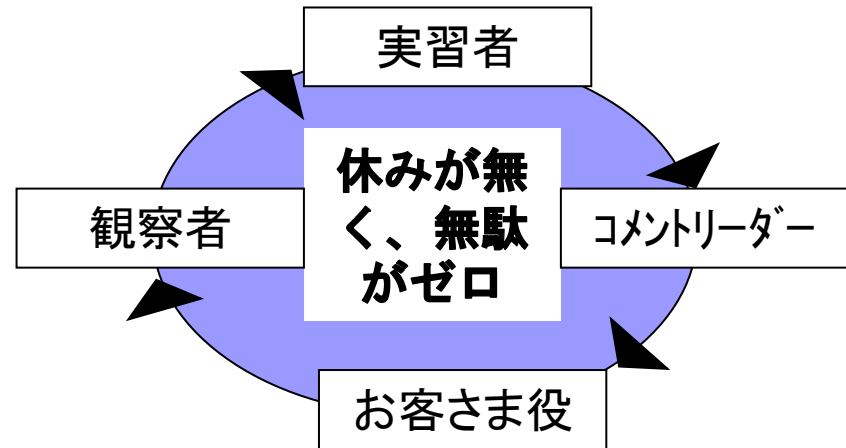 実習者
休みが無
く、無駄
がゼロ
観察者
コメントリーダー
お客さま役